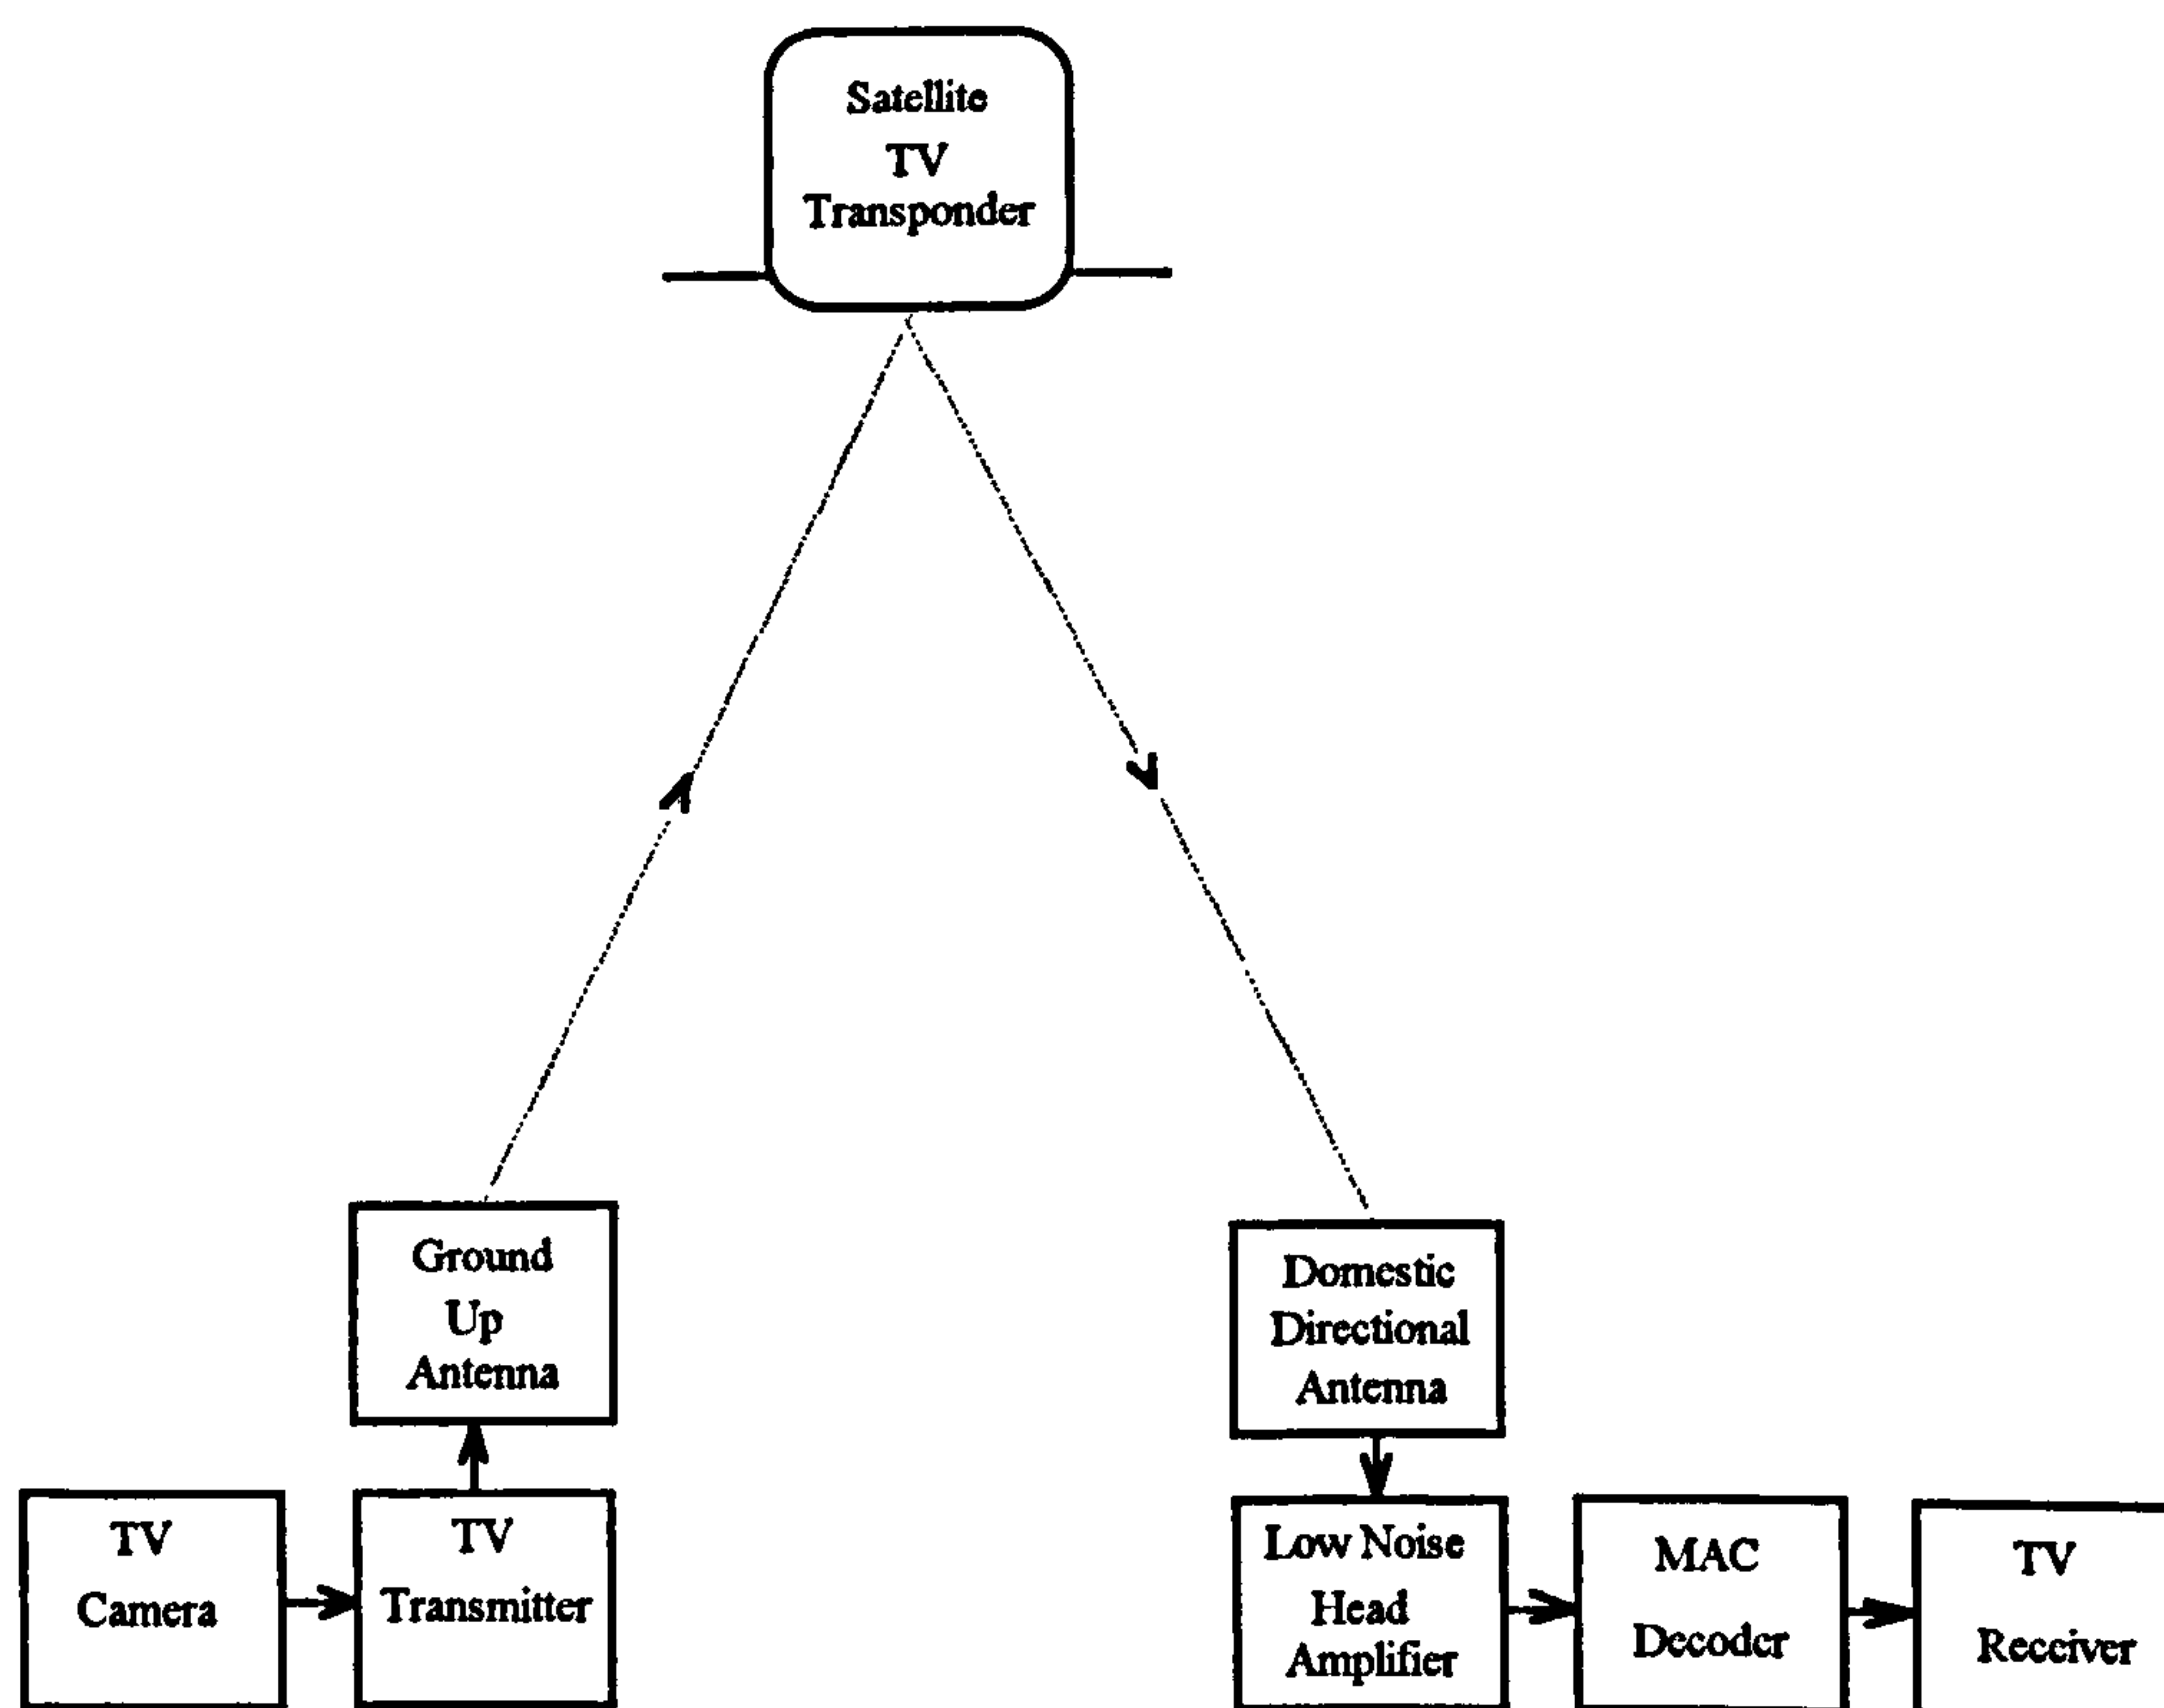 Satellite
TV
Transponder
Ground
Up
Antenna
Domestic
Directional
Antenna
TV
Camera
TV
Transmitter
Low Noise
Head
Amplifier
MAC
Decoder
TV
Receiver